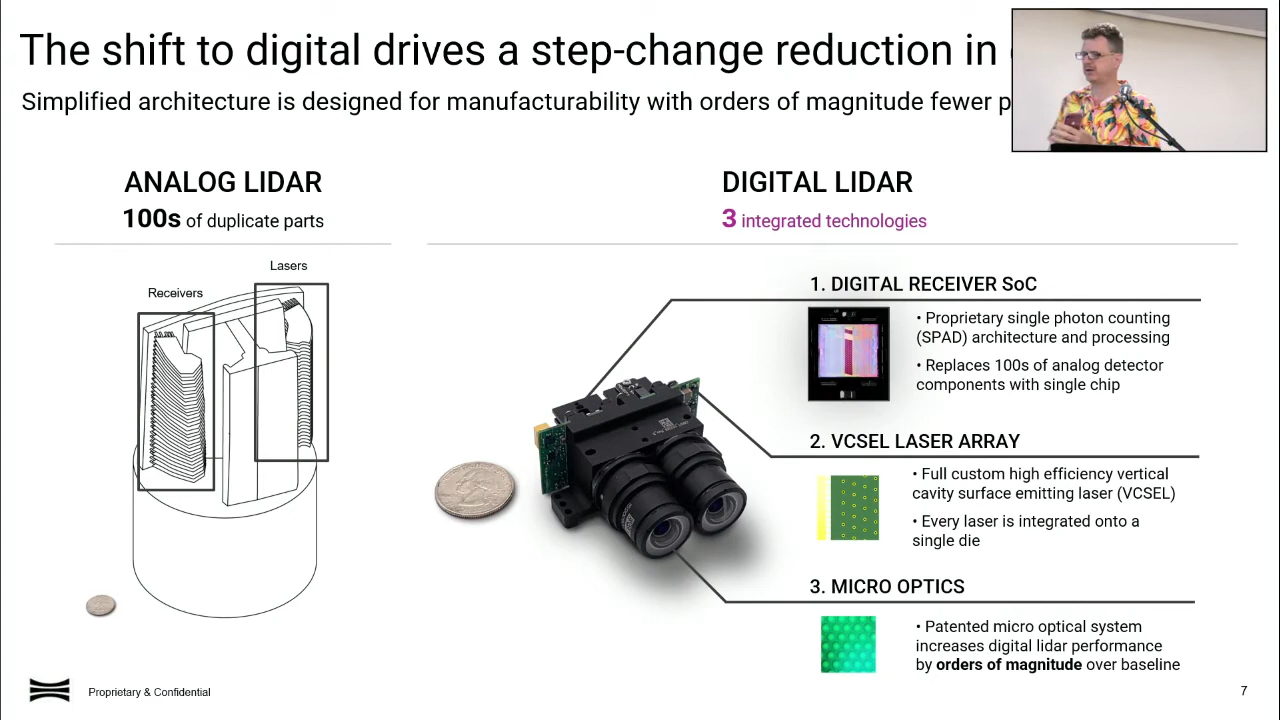 The shift to digital drives a step-change reduction in
Simplified architecture is designed for manufacturability with orders of magnitude fewer
ANALOG LIDAR
100s of duplicate parts
Lasers
Receivers
DIGITAL LIDAR
3 integrated technologies
1. DIGITAL RECEIVER SoC
• Proprietary single photon counting
(SPAD) architecture and processing
• Replaces 100s of analog detector
components with single chip
2. VCSEL LASER ARRAY
• Full custom high efficiency vertical
cavity surface emitting laser (VCSEL)
• Every laser is integrated onto a
single die
3. MICRO OPTICS
• Patented micro optical system
increases digital lidar performance
by orders of magnitude over baseline
Proprietary & Confidential
7